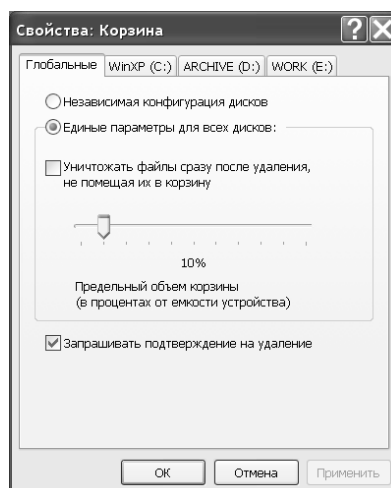 Свойства: Корзина
Глобальные WinXP (C:) ARCHIVE (D:) WORK (E:)
Независимая конфигурация дисков
Единые параметры для всех дисков:
Уничтожать файлы сразу после удаления,
не помещая их в корзину
10%
Предельный объем корзины
(в процентах от емкости устройства)
Запрашивать подтверждение на удаление
ОК Отмена Применить